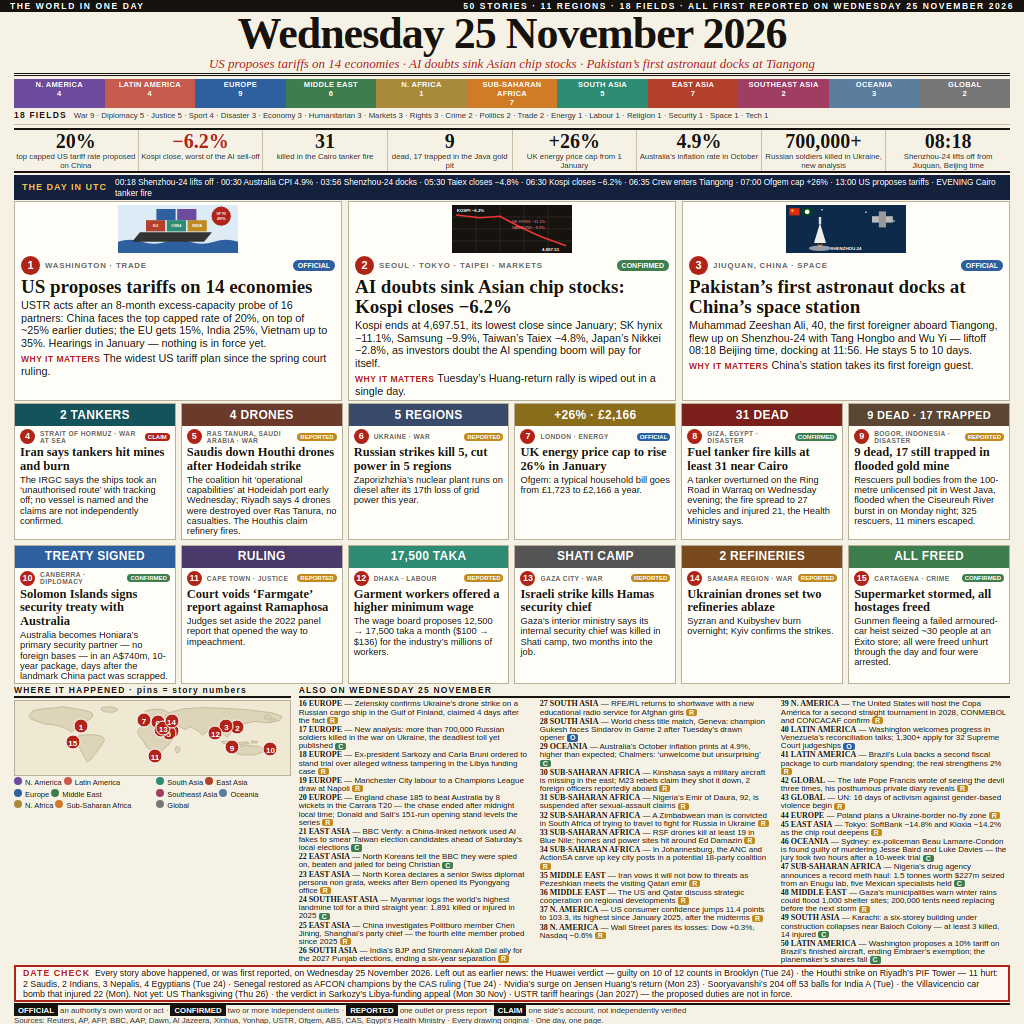 THE WORLD IN ONE DAY
50 STORIES · 11 REGIONS · 18 FIELDS · ALL FIRST REPORTED ON WEDNESDAY 25 NOVEMBER 2026
Wednesday 25 November 2026
US proposes tariffs on 14 economies · AI doubts sink Asian chip stocks · Pakistan's first astronaut docks at Tiangong
N. AMERICA
4
LATIN AMERICA
4
EUROPE
9
MIDDLE EAST
6
N. AFRICA
1
SUB-SAHARAN
AFRICA
7
SOUTH ASIA
5
EAST ASIA
7
SOUTHEAST ASIA
2
OCEANIA
3
GLOBAL
2
18 FIELDS War 9 · Diplomacy 5 · Justice 5 · Sport 4 · Disaster 3 · Economy 3 · Humanitarian 3 · Markets 3 · Rights 3 · Crime 2 · Politics 2 · Trade 2 · Energy 1 · Labour 1 · Religion 1 · Security 1 · Space 1 · Tech 1
20%
top capped US tariff rate proposed
on China
−6.2%
Kospi close, worst of the AI sell-off
31
killed in the Cairo tanker fire
9
dead, 17 trapped in the Java gold
pit
+26%
UK energy price cap from 1
January
4.9%
Australia's inflation rate in October
700,000+
Russian soldiers killed in Ukraine,
new analysis
08:18
Shenzhou-24 lifts off from
Jiuquan, Beijing time
THE DAY IN UTC
00:18 Shenzhou-24 lifts off · 00:30 Australia CPI 4.9% · 03:56 Shenzhou-24 docks · 05:30 Taiex closes −4.8% · 06:30 Kospi closes −6.2% · 06:35 Crew enters Tiangong · 07:00 Ofgem cap +26% · 13:00 US proposes tariffs · EVENING Cairo
tanker fire
EU
CHINA
INDIA
UP TO
20%
1 WASHINGTON · TRADE OFFICIAL
US proposes tariffs on 14 economies
USTR acts after an 8-month excess-capacity probe of 16
partners: China faces the top capped rate of 20%, on top of
~25% earlier duties; the EU gets 15%, India 25%, Vietnam up to
35%. Hearings in January — nothing is in force yet.
WHY IT MATTERS The widest US tariff plan since the spring court
ruling.
KOSPI −6.2%
SK HYNIX −11.1%
SAMSUNG −9.9%
4,697.51
2 SEOUL · TOKYO · TAIPEI · MARKETS CONFIRMED
AI doubts sink Asian chip stocks:
Kospi closes −6.2%
Kospi ends at 4,697.51, its lowest close since January; SK hynix
−11.1%, Samsung −9.9%, Taiwan's Taiex −4.8%, Japan's Nikkei
−2.8%, as investors doubt the AI spending boom will pay for
itself.
WHY IT MATTERS Tuesday's Huang-return rally is wiped out in a
single day.
SHENZHOU-24
3 JIUQUAN, CHINA · SPACE OFFICIAL
Pakistan's first astronaut docks at
China's space station
Muhammad Zeeshan Ali, 40, the first foreigner aboard Tiangong,
flew up on Shenzhou-24 with Tang Hongbo and Wu Yi — liftoff
08:18 Beijing time, docking at 11:56. He stays 5 to 10 days.
WHY IT MATTERS China's station takes its first foreign guest.
2 TANKERS
4 STRAIT OF HORMUZ · WAR
AT SEA CLAIM
Iran says tankers hit mines
and burn
The IRGC says the ships took an
'unauthorised route' with tracking
off; no vessel is named and the
claims are not independently
confirmed.
4 DRONES
5 RAS TANURA, SAUDI
ARABIA · WAR REPORTED
Saudis down Houthi drones
after Hodeidah strike
The coalition hit 'operational
capabilities' at Hodeidah port early
Wednesday; Riyadh says 4 drones
were destroyed over Ras Tanura, no
casualties. The Houthis claim
refinery fires.
5 REGIONS
6 UKRAINE · WAR REPORTED
Russian strikes kill 5, cut
power in 5 regions
Zaporizhzhia's nuclear plant runs on
diesel after its 17th loss of grid
power this year.
+26% · £2,166
7 LONDON · ENERGY OFFICIAL
UK energy price cap to rise
26% in January
Ofgem: a typical household bill goes
from £1,723 to £2,166 a year.
31 DEAD
8 GIZA, EGYPT ·
DISASTER CONFIRMED
Fuel tanker fire kills at
least 31 near Cairo
A tanker overturned on the Ring
Road in Warraq on Wednesday
evening; the fire spread to 27
vehicles and injured 21, the Health
Ministry says.
9 DEAD · 17 TRAPPED
9 BOGOR, INDONESIA ·
DISASTER REPORTED
9 dead, 17 still trapped in
flooded gold mine
Rescuers pull bodies from the 100-
metre unlicensed pit in West Java,
flooded when the Ciseureuh River
burst in on Monday night; 325
rescuers, 11 miners escaped.
TREATY SIGNED
10 CANBERRA ·
DIPLOMACY CONFIRMED
Solomon Islands signs
security treaty with
Australia
Australia becomes Honiara's
primary security partner — no
foreign bases — in an A$740m, 10-
year package, days after the
landmark China pact was scrapped.
RULING
11 CAPE TOWN · JUSTICE REPORTED
Court voids 'Farmgate'
report against Ramaphosa
Judges set aside the 2022 panel
report that opened the way to
impeachment.
17,500 TAKA
12 DHAKA · LABOUR REPORTED
Garment workers offered a
higher minimum wage
The wage board proposes 12,500
→ 17,500 taka a month ($100 →
$136) for the industry's millions of
workers.
SHATI CAMP
13 GAZA CITY · WAR REPORTED
Israeli strike kills Hamas
security chief
Gaza's interior ministry says its
internal security chief was killed in
Shati camp, two months into the
job.
2 REFINERIES
14 SAMARA REGION · WAR REPORTED
Ukrainian drones set two
refineries ablaze
Syzran and Kuibyshev burn
overnight; Kyiv confirms the strikes.
ALL FREED
15 CARTAGENA · CRIME CONFIRMED
Supermarket stormed, all
hostages freed
Gunmen fleeing a failed armoured-
car heist seized ~30 people at an
Éxito store; all were freed unhurt
through the day and four were
arrested.
WHERE IT HAPPENED · pins = story numbers
1
15
7
13
14
11
12
3
2
9
10
N. America
Latin America
South Asia
East Asia
Europe
Middle East
Southeast Asia
Oceania
N. Africa
Sub-Saharan Africa
Global
ALSO ON WEDNESDAY 25 NOVEMBER
16 EUROPE — Zelenskiy confirms Ukraine's drone strike on a
Russian cargo ship in the Gulf of Finland, claimed 4 days after
the fact R
17 EUROPE — New analysis: more than 700,000 Russian
soldiers killed in the war on Ukraine, the deadliest toll yet
published C
18 EUROPE — Ex-president Sarkozy and Carla Bruni ordered to
stand trial over alleged witness tampering in the Libya funding
case R
19 EUROPE — Manchester City labour to a Champions League
draw at Napoli R
20 EUROPE — England chase 185 to beat Australia by 8
wickets in the Carrara T20 — the chase ended after midnight
local time; Donald and Salt's 151-run opening stand levels the
series R
21 EAST ASIA — BBC Verify: a China-linked network used AI
fakes to smear Taiwan election candidates ahead of Saturday's
local elections C
22 EAST ASIA — North Koreans tell the BBC they were spied
on, beaten and jailed for being Christian C
23 EAST ASIA — North Korea declares a senior Swiss diplomat
persona non grata, weeks after Bern opened its Pyongyang
office R
24 SOUTHEAST ASIA — Myanmar logs the world's highest
landmine toll for a third straight year: 1,891 killed or injured in
2025 C
25 EAST ASIA — China investigates Politburo member Chen
Jining, Shanghai's party chief — the fourth elite member probed
since 2025 R
26 SOUTH ASIA — India's BJP and Shiromani Akali Dal ally for
the 2027 Punjab elections, ending a six-year separation R
27 SOUTH ASIA — RFE/RL returns to shortwave with a new
educational radio service for Afghan girls R
28 SOUTH ASIA — World chess title match, Geneva: champion
Gukesh faces Sindarov in Game 2 after Tuesday's drawn
opener O
29 OCEANIA — Australia's October inflation prints at 4.9%,
higher than expected; Chalmers: 'unwelcome but unsurprising'
C
30 SUB-SAHARAN AFRICA — Kinshasa says a military aircraft
is missing in the east; M23 rebels claim they shot it down, 2
foreign officers reportedly aboard R
31 SUB-SAHARAN AFRICA — Nigeria's Emir of Daura, 92, is
suspended after sexual-assault claims R
32 SUB-SAHARAN AFRICA — A Zimbabwean man is convicted
in South Africa of trying to travel to fight for Russia in Ukraine R
33 SUB-SAHARAN AFRICA — RSF drones kill at least 19 in
Blue Nile; homes and power sites hit around Ed Damazin R
34 SUB-SAHARAN AFRICA — In Johannesburg, the ANC and
ActionSA carve up key city posts in a potential 18-party coalition
R
35 MIDDLE EAST — Iran vows it will not bow to threats as
Pezeshkian meets the visiting Qatari emir R
36 MIDDLE EAST — The US and Qatar discuss strategic
cooperation on regional developments R
37 N. AMERICA — US consumer confidence jumps 11.4 points
to 103.3, its highest since January 2025, after the midterms R
38 N. AMERICA — Wall Street pares its losses: Dow +0.3%,
Nasdaq −0.6% R
39 N. AMERICA — The United States will host the Copa
América for a second straight tournament in 2028, CONMEBOL
and CONCACAF confirm R
40 LATIN AMERICA — Washington welcomes progress in
Venezuela's reconciliation talks; 1,300+ apply for 32 Supreme
Court judgeships O
41 LATIN AMERICA — Brazil's Lula backs a second fiscal
package to curb mandatory spending; the real strengthens 2%
R
42 GLOBAL — The late Pope Francis wrote of seeing the devil
three times, his posthumous private diary reveals R
43 GLOBAL — UN: 16 days of activism against gender-based
violence begin R
44 EUROPE — Poland plans a Ukraine-border no-fly zone R
45 EAST ASIA — Tokyo: SoftBank −14.8% and Kioxia −14.2%
as the chip rout deepens R
46 OCEANIA — Sydney: ex-policeman Beau Lamarre-Condon
is found guilty of murdering Jesse Baird and Luke Davies — the
jury took two hours after a 10-week trial C
47 SUB-SAHARAN AFRICA — Nigeria's drug agency
announces a record meth haul: 1.5 tonnes worth $227m seized
from an Enugu lab, five Mexican specialists held C
48 MIDDLE EAST — Gaza's municipalities warn winter rains
could flood 1,000 shelter sites; 200,000 tents need replacing
before the next storm R
49 SOUTH ASIA — Karachi: a six-storey building under
construction collapses near Baloch Colony — at least 3 killed,
14 injured C
50 LATIN AMERICA — Washington proposes a 10% tariff on
Brazil's finished aircraft, ending Embraer's exemption; the
planemaker's shares fall C
DATE CHECK Every story above happened, or was first reported, on Wednesday 25 November 2026. Left out as earlier news: the Huawei verdict — guilty on 10 of 12 counts in Brooklyn (Tue 24) · the Houthi strike on Riyadh's PIF Tower — 11 hurt:
2 Saudis, 2 Indians, 3 Nepalis, 4 Egyptians (Tue 24) · Senegal restored as AFCON champions by the CAS ruling (Tue 24) · Nvidia's surge on Jensen Huang's return (Mon 23) · Sooryavanshi's 204 off 53 balls for India A (Tue) · the Villavicencio car
bomb that injured 22 (Mon). Not yet: US Thanksgiving (Thu 26) · the verdict in Sarkozy's Libya-funding appeal (Mon 30 Nov) · USTR tariff hearings (Jan 2027) — the proposed duties are not in force.
OFFICIAL an authority's own word or act · CONFIRMED two or more independent outlets · REPORTED one outlet or press report · CLAIM one side's account, not independently verified
Sources: Reuters, AP, AFP, BBC, AAP, Dawn, Al Jazeera, Xinhua, Yonhap, USTR, Ofgem, ABS, CAS, Egypt's Health Ministry · Every drawing original · One day, one page.